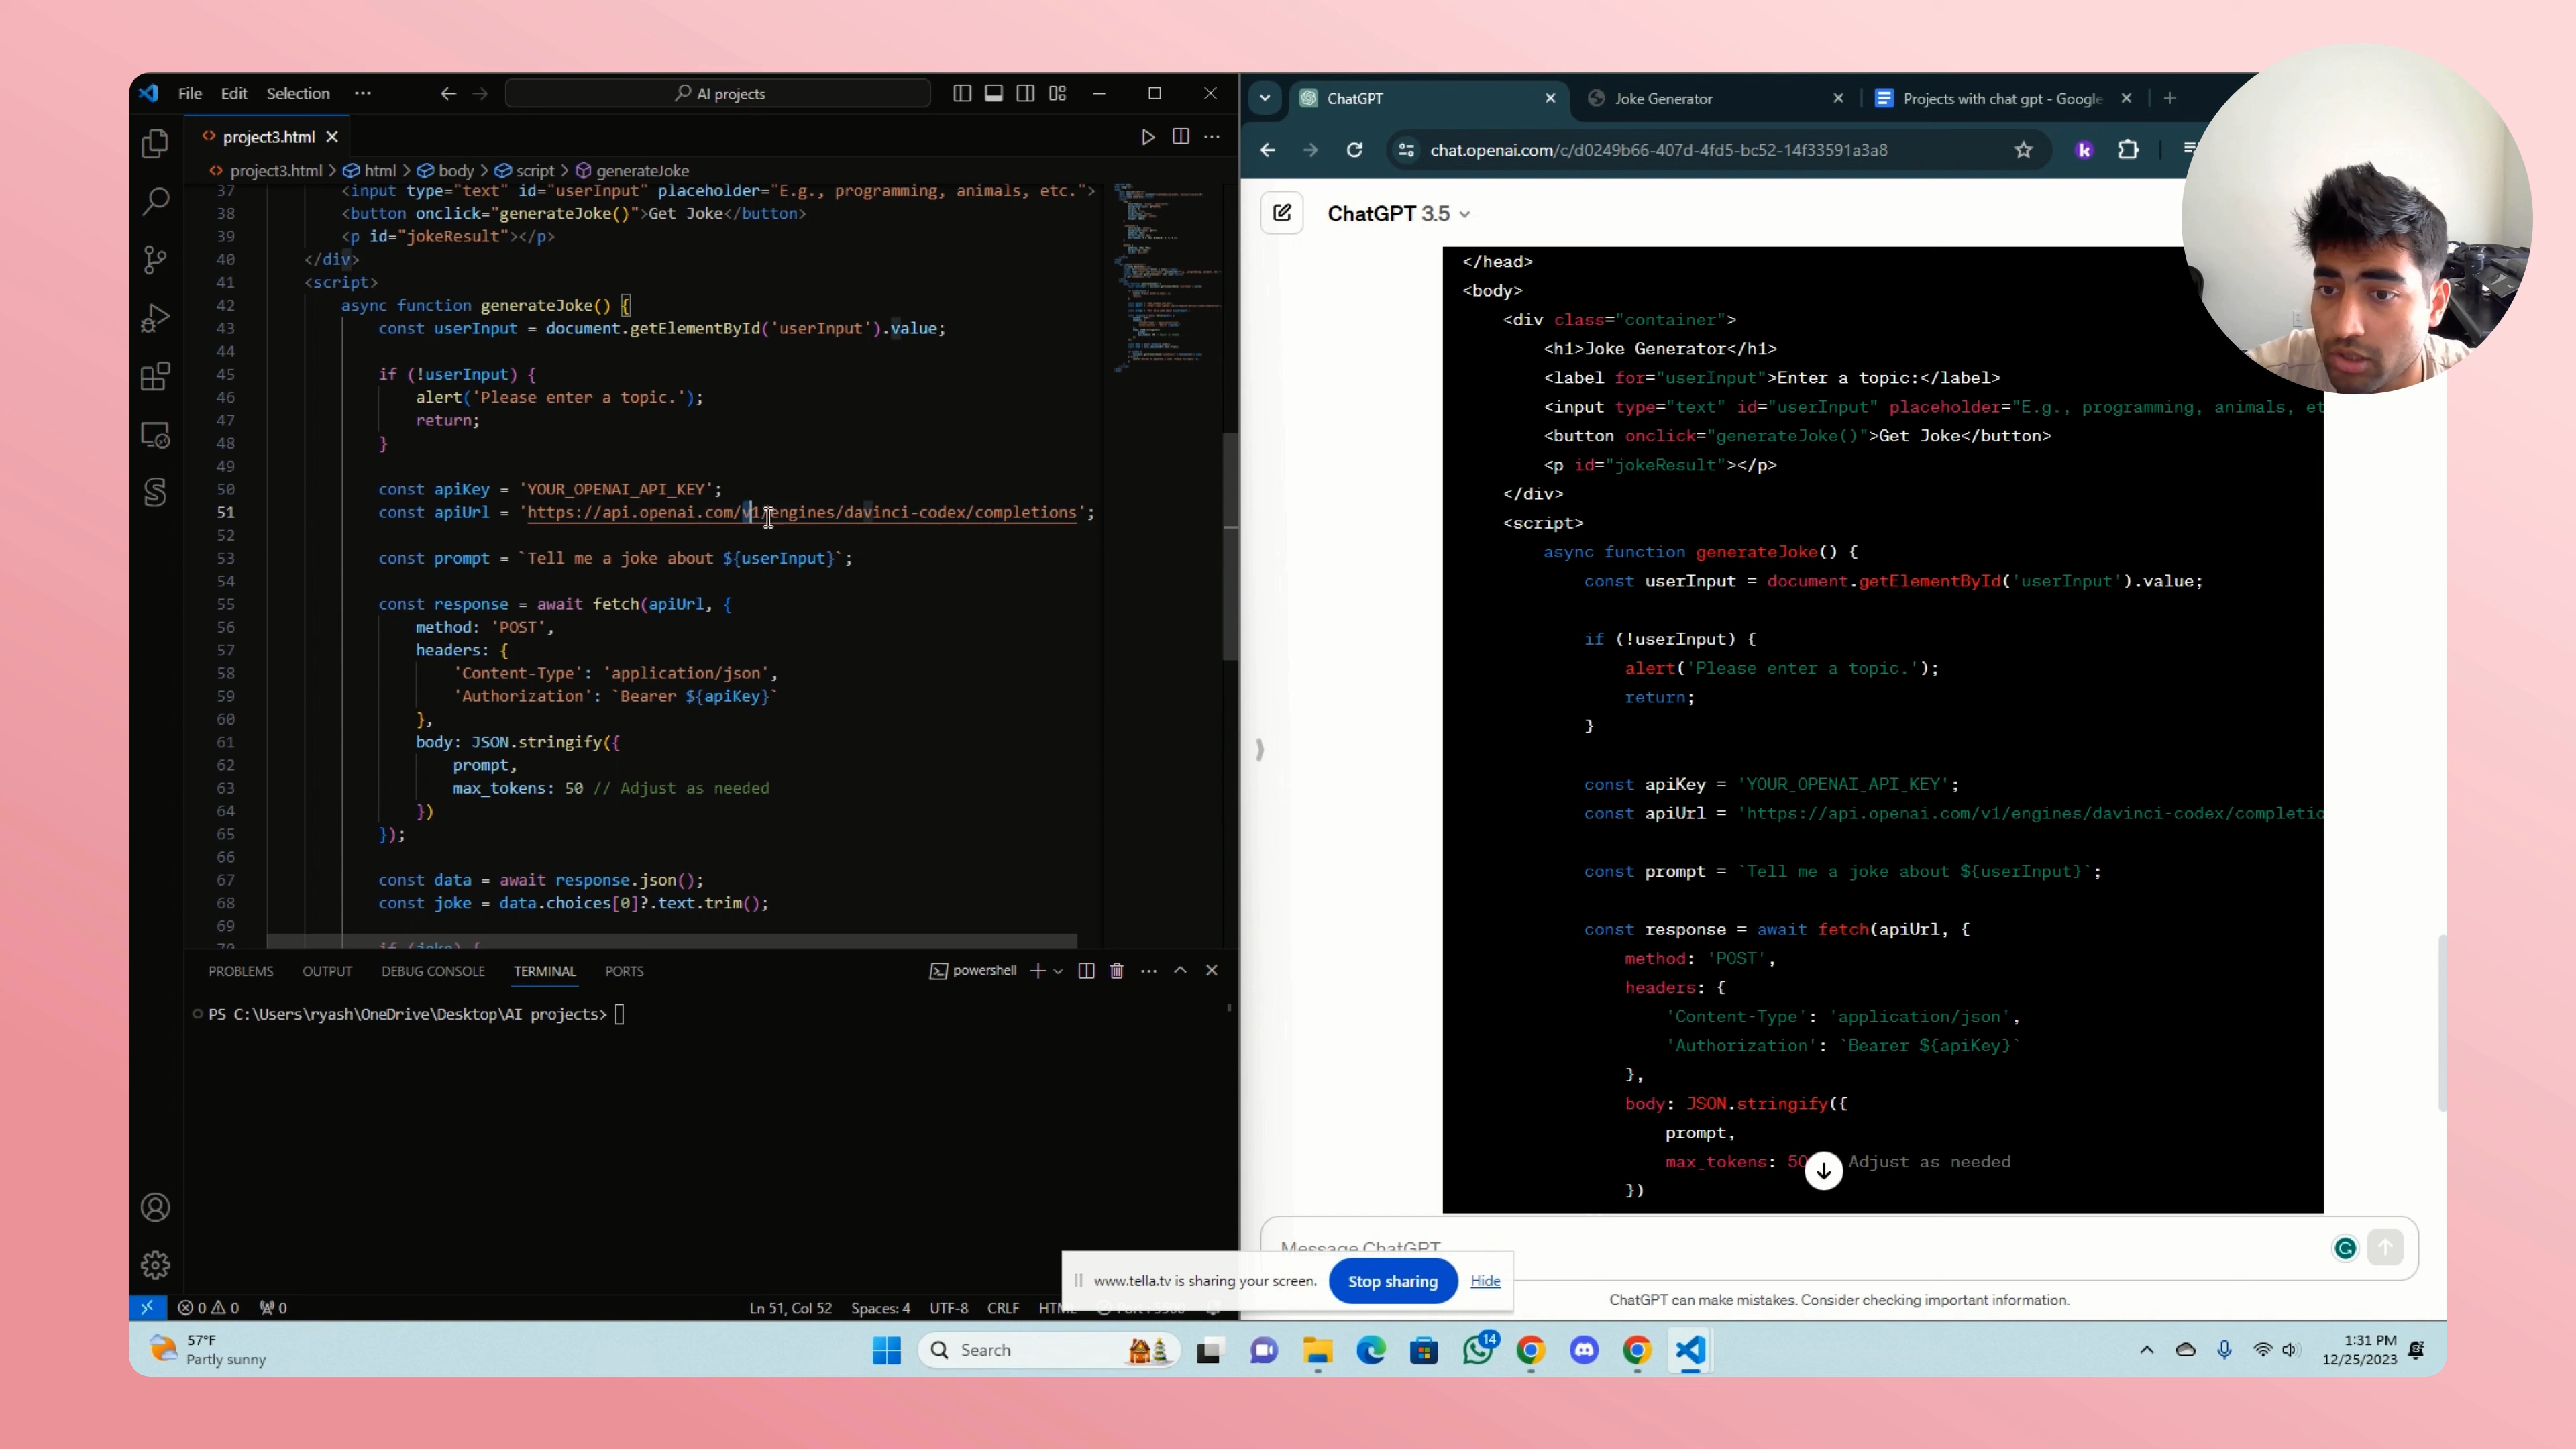 File Edit Selection ··· AI projects
project3.html
project3.html > html > body > script > generateJoke
37 <input type="text" id="userInput" placeholder="E.g., programming, animals, etc.">
38 <button onclick="generateJoke()">Get Joke</button>
39 <p id="jokeResult"></p>
40 </div>
41 <script>
42 async function generateJoke() {
43 const userInput = document.getElementById('userInput').value;
44
45 if (!userInput) {
46 alert('Please enter a topic.');
47 return;
48 }
49
50 const apiKey = 'YOUR_OPENAI_API_KEY';
51 const apiUrl = 'https://api.openai.com/v1/engines/davinci-codex/completions';
52
53 const prompt = `Tell me a joke about ${userInput}`;
54
55 const response = await fetch(apiUrl, {
56 method: 'POST',
57 headers: {
58 'Content-Type': 'application/json',
59 'Authorization': `Bearer ${apiKey}`
60 },
61 body: JSON.stringify({
62 prompt,
63 max_tokens: 50 // Adjust as needed
64 })
65 });
66
67 const data = await response.json();
68 const joke = data.choices[0]?.text.trim();
69
70 if (joke) {
PROBLEMS OUTPUT DEBUG CONSOLE TERMINAL PORTS powershell
PS C:\Users\ryash\OneDrive\Desktop\AI projects>
0 0 0 Ln 51, Col 52 Spaces: 4 UTF-8 CRLF
ChatGPT Joke Generator Projects with chat gpt - Google
chat.openai.com/c/d0249b66-407d-4fd5-bc52-14f33591a3a8
ChatGPT 3.5
</head>
<body>
<div class="container">
<h1>Joke Generator</h1>
<label for="userInput">Enter a topic:</label>
<input type="text" id="userInput" placeholder="E.g., programming, animals, et
<button onclick="generateJoke()">Get Joke</button>
<p id="jokeResult"></p>
</div>
<script>
async function generateJoke() {
const userInput = document.getElementById('userInput').value;
if (!userInput) {
alert('Please enter a topic.');
return;
}
const apiKey = 'YOUR_OPENAI_API_KEY';
const apiUrl = 'https://api.openai.com/v1/engines/davinci-codex/completio
const prompt = `Tell me a joke about ${userInput}`;
const response = await fetch(apiUrl, {
method: 'POST',
headers: {
'Content-Type': 'application/json',
'Authorization': `Bearer ${apiKey}`
},
body: JSON.stringify({
prompt,
max_tokens: 50 Adjust as needed
})
Message ChatGPT
www.tella.tv is sharing your screen. Stop sharing Hide
ChatGPT can make mistakes. Consider checking important information.
57°F
Partly sunny
Search
14
1:31 PM
12/25/2023